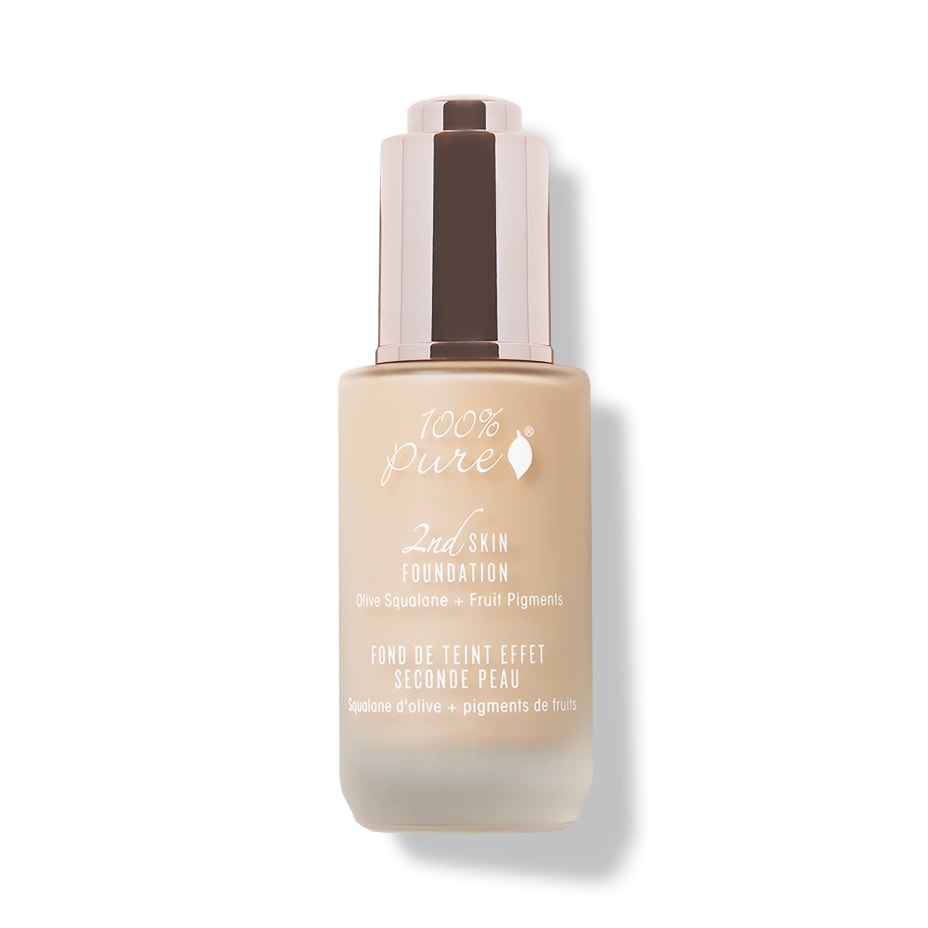 100%
Pure®
2nd SKIN
FOUNDATION
Olive Squalane + Fruit Pigments
FOND DE TEINT EFFET
SECONDE PEAU
Squalane d'olive + pigments de fruits